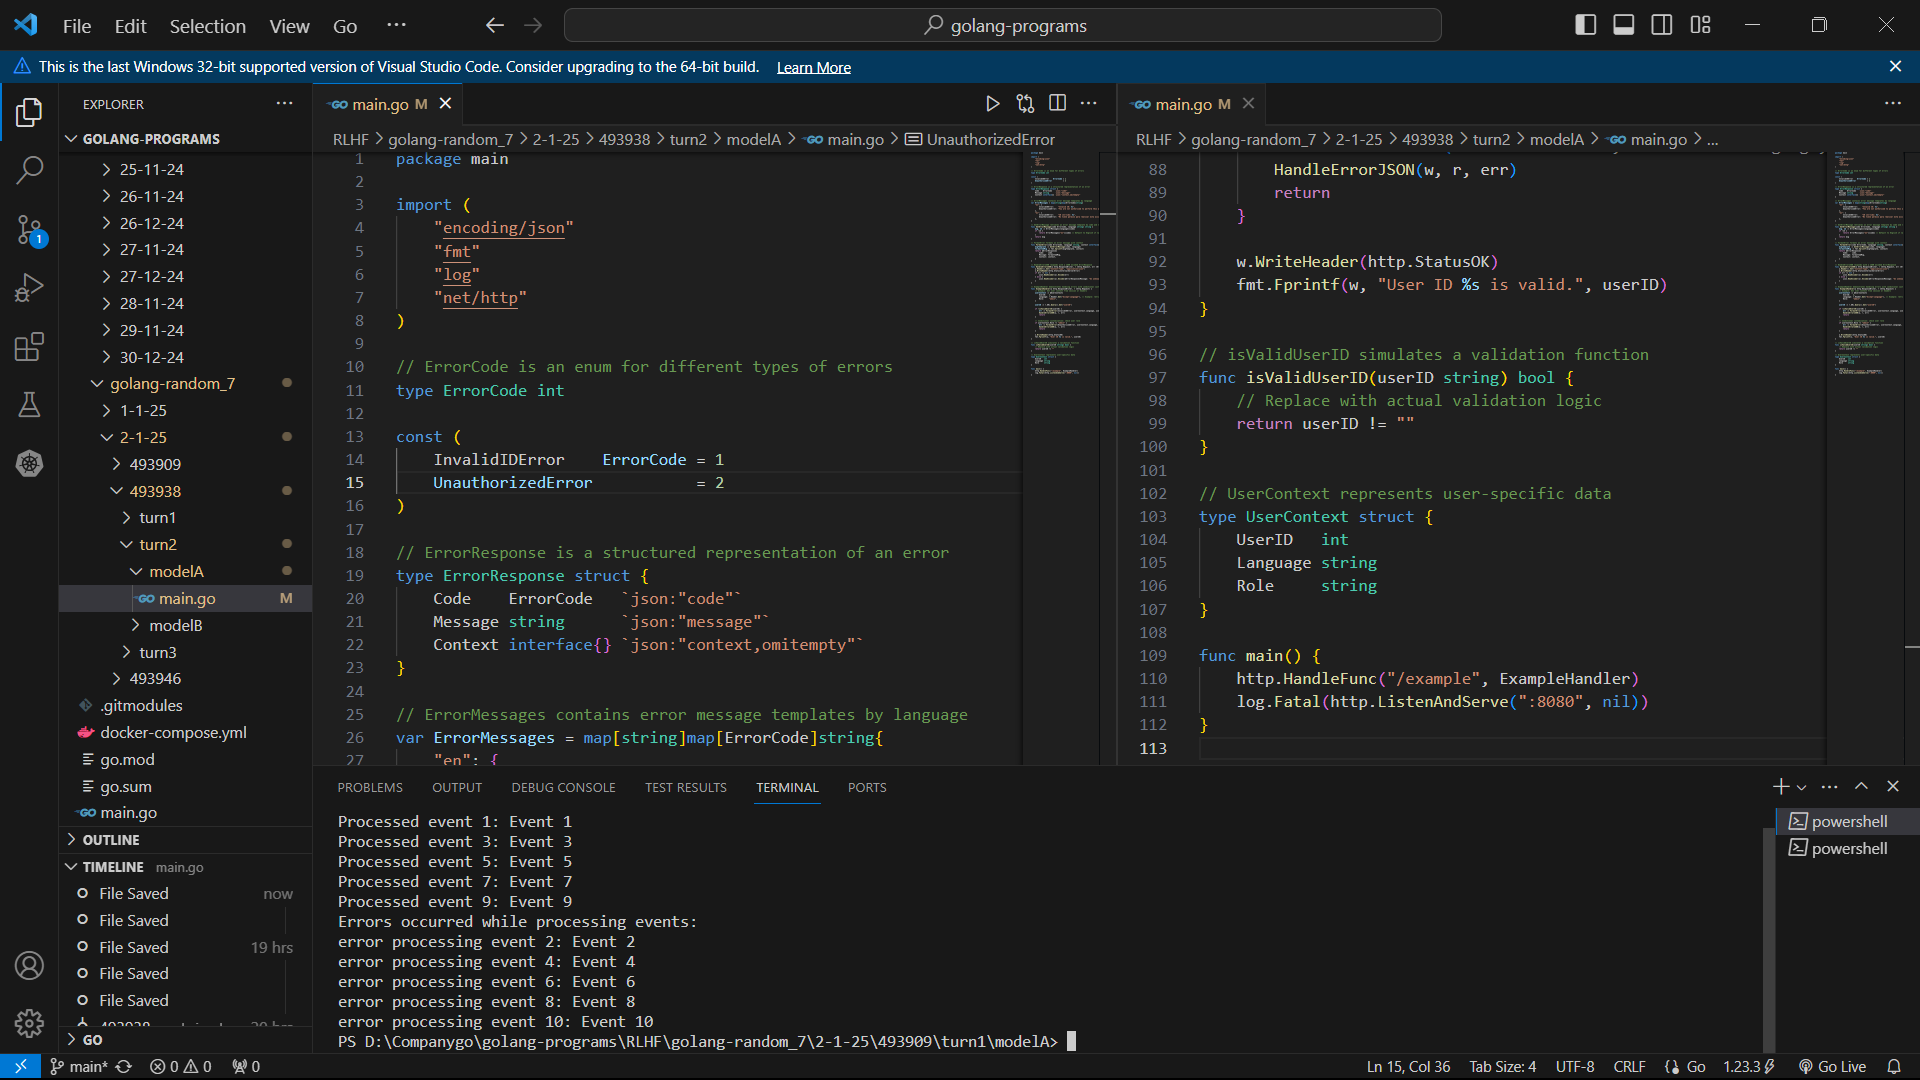 File Edit Selection View Go ···
golang-programs
This is the last Windows 32-bit supported version of Visual Studio Code. Consider upgrading to the 64-bit build. Learn More
EXPLORER
GOLANG-PROGRAMS
25-11-24
26-11-24
26-12-24
27-11-24
27-12-24
28-11-24
29-11-24
30-12-24
golang-random_7
1-1-25
2-1-25
493909
493938
turn1
turn2
modelA
main.go M
modelB
turn3
493946
.gitmodules
docker-compose.yml
go.mod
go.sum
main.go
OUTLINE
TIMELINE main.go
File Saved now
File Saved
File Saved 19 hrs
File Saved
File Saved
GO
main.go M
RLHF > golang-random_7 > 2-1-25 > 493938 > turn2 > modelA > main.go > UnauthorizedError
1 package main
2
3 import (
4 "encoding/json"
5 "fmt"
6 "log"
7 "net/http"
8 )
9
10 // ErrorCode is an enum for different types of errors
11 type ErrorCode int
12
13 const (
14 InvalidIDError ErrorCode = 1
15 UnauthorizedError = 2
16 )
17
18 // ErrorResponse is a structured representation of an error
19 type ErrorResponse struct {
20 Code ErrorCode `json:"code"`
21 Message string `json:"message"`
22 Context interface{} `json:"context,omitempty"`
23 }
24
25 // ErrorMessages contains error message templates by language
26 var ErrorMessages = map[string]map[ErrorCode]string{
27 "en": {
main.go M
RLHF > golang-random_7 > 2-1-25 > 493938 > turn2 > modelA > main.go > ...
88 HandleErrorJSON(w, r, err)
89 return
90 }
91
92 w.WriteHeader(http.StatusOK)
93 fmt.Fprintf(w, "User ID %s is valid.", userID)
94 }
95
96 // isValidUserID simulates a validation function
97 func isValidUserID(userID string) bool {
98 // Replace with actual validation logic
99 return userID != ""
100 }
101
102 // UserContext represents user-specific data
103 type UserContext struct {
104 UserID int
105 Language string
106 Role string
107 }
108
109 func main() {
110 http.HandleFunc("/example", ExampleHandler)
111 log.Fatal(http.ListenAndServe(":8080", nil))
112 }
113
PROBLEMS OUTPUT DEBUG CONSOLE TEST RESULTS TERMINAL PORTS
Processed event 1: Event 1
Processed event 3: Event 3
Processed event 5: Event 5
Processed event 7: Event 7
Processed event 9: Event 9
Errors occurred while processing events:
error processing event 2: Event 2
error processing event 4: Event 4
error processing event 6: Event 6
error processing event 8: Event 8
error processing event 10: Event 10
PS D:\Companygo\golang-programs\RLHF\golang-random_7\2-1-25\493909\turn1\modelA>
powershell
powershell
main* 0 0 0 Ln 15, Col 36 Tab Size: 4 UTF-8 CRLF Go 1.23.3 Go Live